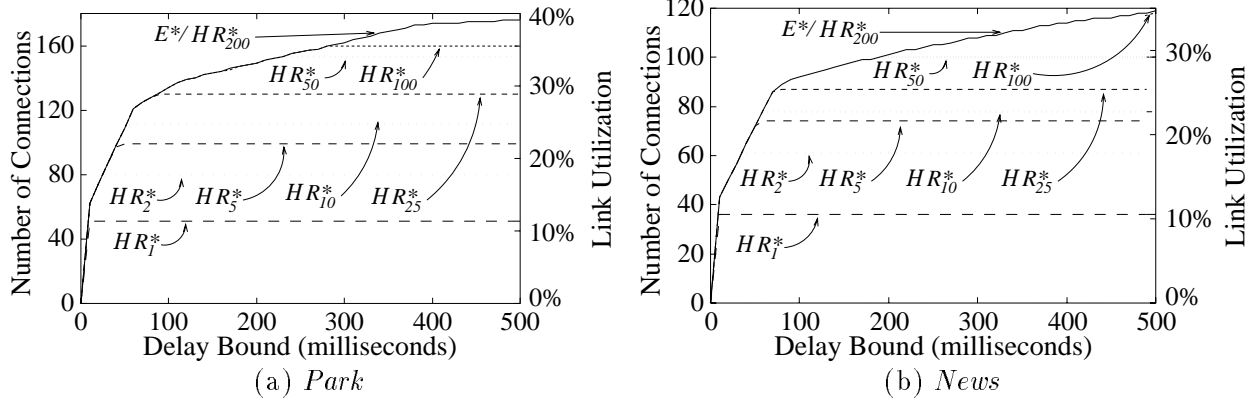 Number of Connections
160
120
80
40
0
0 100 200 300 400 500
Delay Bound (milliseconds)
40%
30%
20%
10%
0%
Link Utilization
E*/HR*200
HR*50
HR*100
HR*2
HR*5
HR*10
HR*25
HR*1
(a) Park
Number of Connections
120
100
80
60
40
20
0
0 100 200 300 400 500
Delay Bound (milliseconds)
30%
20%
10%
0%
Link Utilization
E*/HR*200
HR*50
HR*100
HR*2
HR*5
HR*10
HR*25
HR*1
(b) News